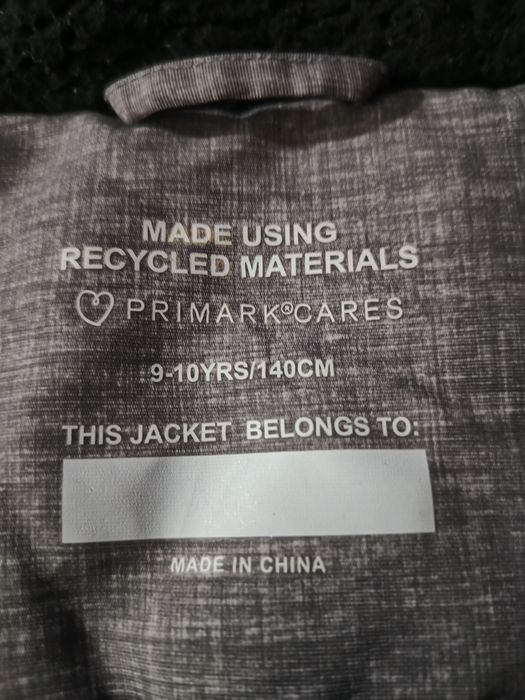 MADE USING
RECYCLED MATERIALS
PRIMARK®CARES
9-10YRS/140CM
THIS JACKET BELONGS TO:
MADE IN CHINA